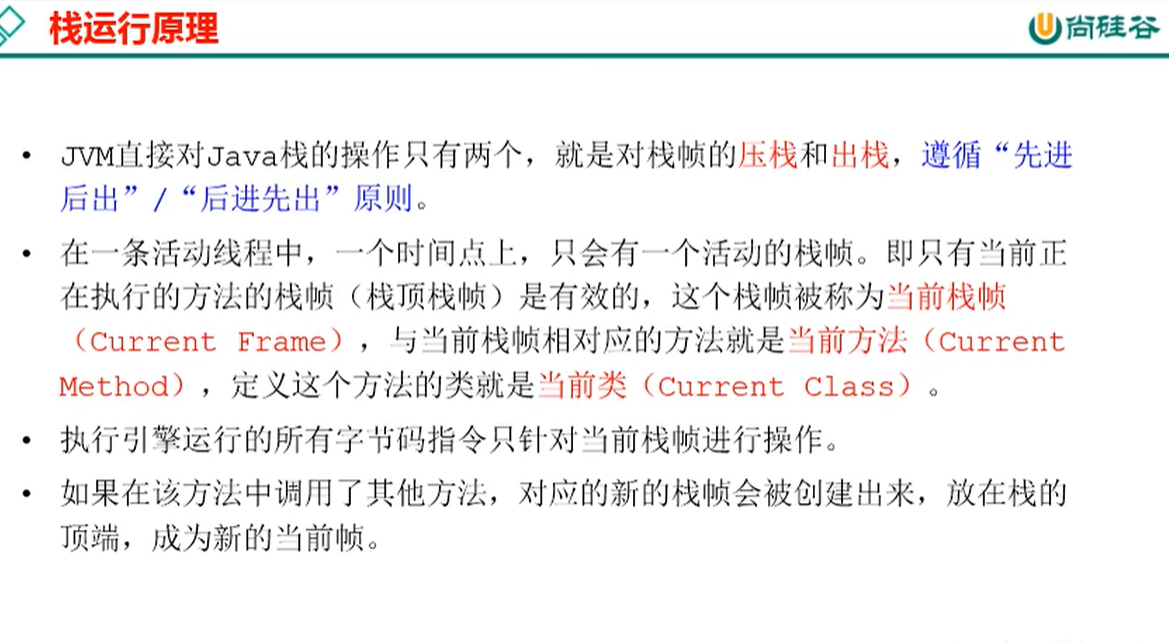 栈运行原理
尚硅谷
• JVM直接对Java栈的操作只有两个，就是对栈帧的压栈和出栈，遵循“先进
后出”/“后进先出”原则。
• 在一条活动线程中，一个时间点上，只会有一个活动的栈帧。即只有当前正
在执行的方法的栈帧（栈顶栈帧）是有效的，这个栈帧被称为当前栈帧
（Current Frame），与当前栈帧相对应的方法就是当前方法（Current
Method），定义这个方法的类就是当前类（Current Class）。
• 执行引擎运行的所有字节码指令只针对当前栈帧进行操作。
• 如果在该方法中调用了其他方法，对应的新的栈帧会被创建出来，放在栈的
顶端，成为新的当前帧。